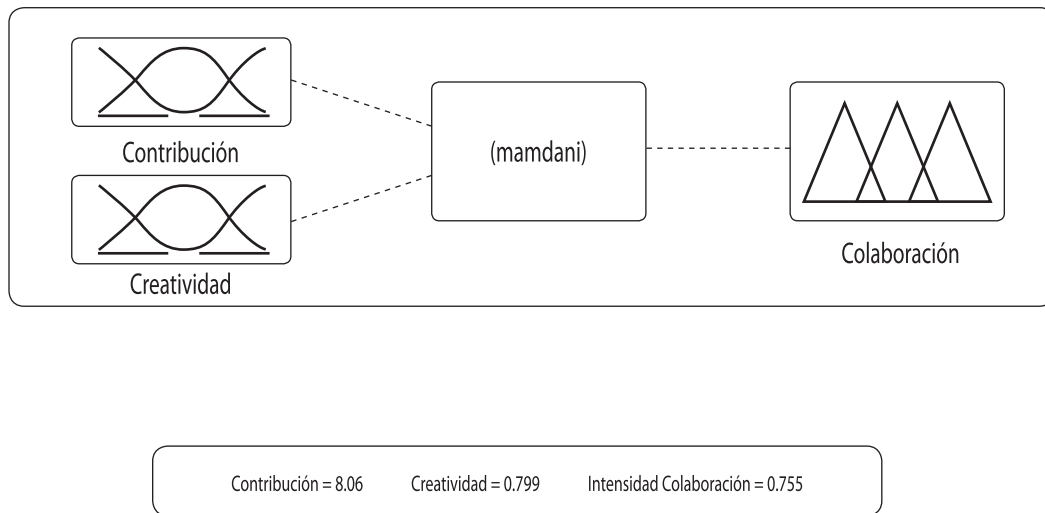 Contribución
(mamdani)
Creatividad
Colaboración
Contribución = 8.06 Creatividad = 0.799 Intensidad Colaboración = 0.755